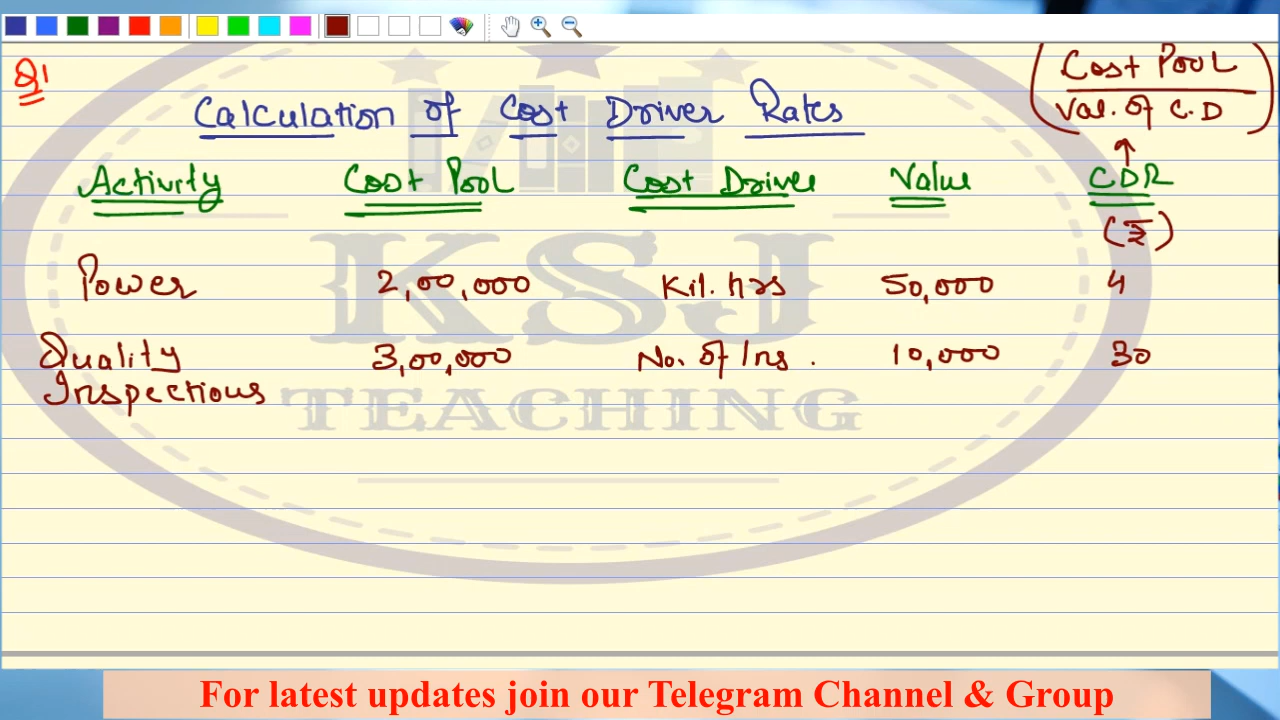 Q1
Cost Pool
Val. of C.D
Calculation of Cost Driver Rates
Activity Cost Pool Cost Driver Value CDR
(₹)
Power 2,00,000 Kil. hrs 50,000 4
Quality 3,00,000 No. of Ins. 10,000 30
Inspections
KSJ
TEACHING
For latest updates join our Telegram Channel & Group